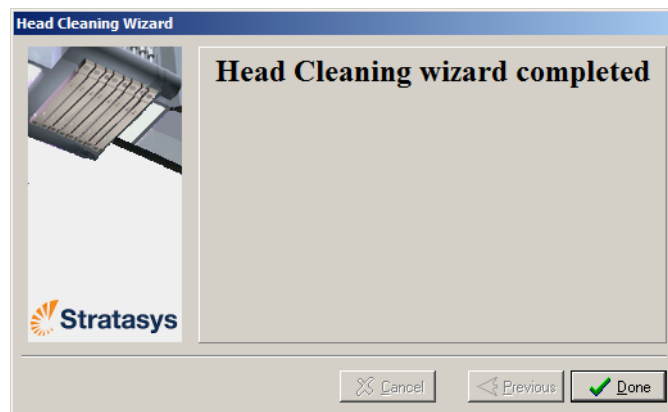 Head Cleaning Wizard
Head Cleaning wizard completed
Stratasys
Cancel
Previous
Done